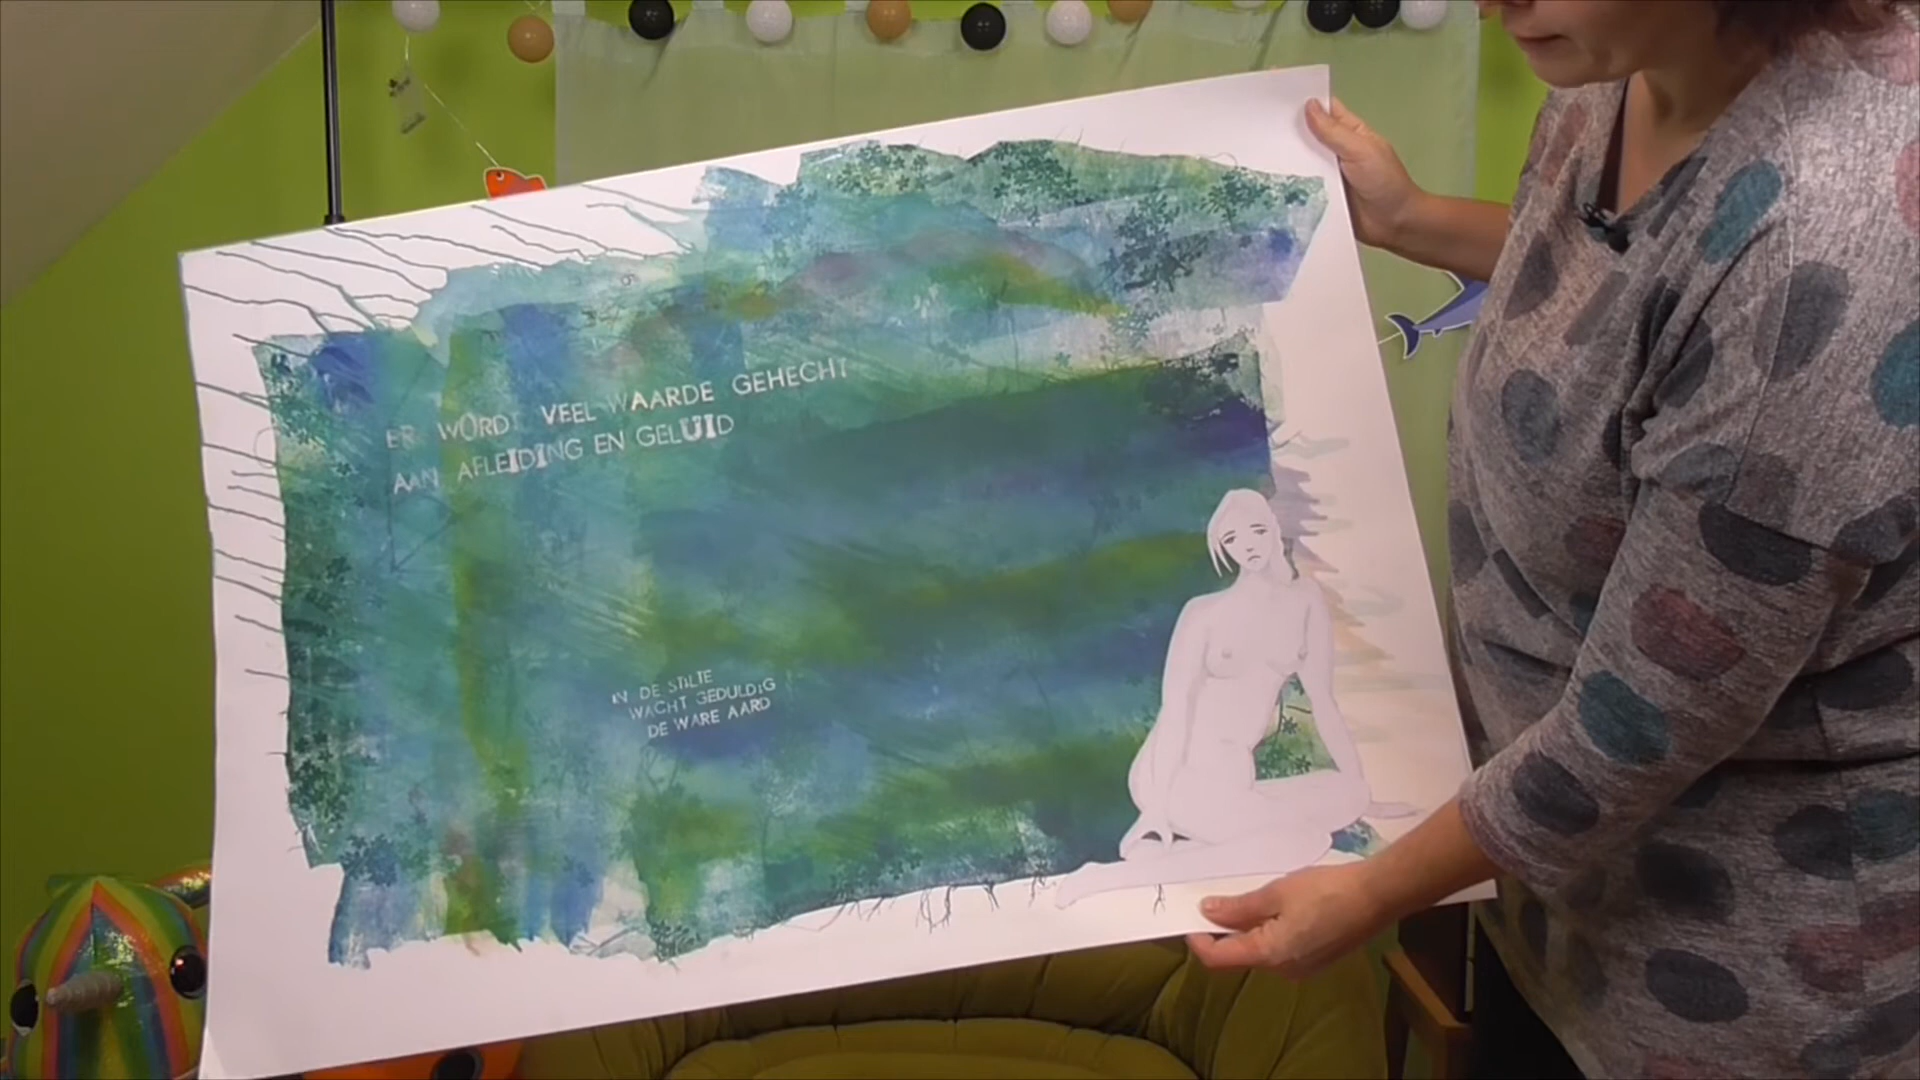 ER WORDT VEEL WAARDE GEHECHT
AAN AFLEIDING EN GELUID
IN DE STILTE
WACHT GEDULDIG
DE WARE AARD